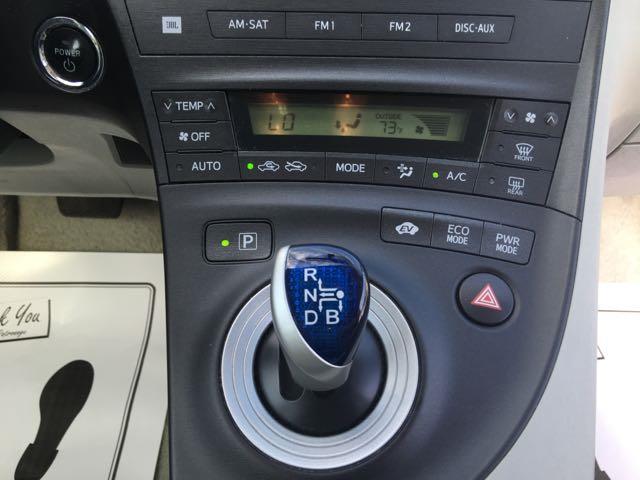 JBL
AM·SAT
FM1
FM2
DISC·AUX
POWER
TEMP
OFF
AUTO
LO
OUTSIDE
73°F
MODE
A/C
FRONT
REAR
P
EV
ECO MODE
PWR MODE
R
N
D B
k You